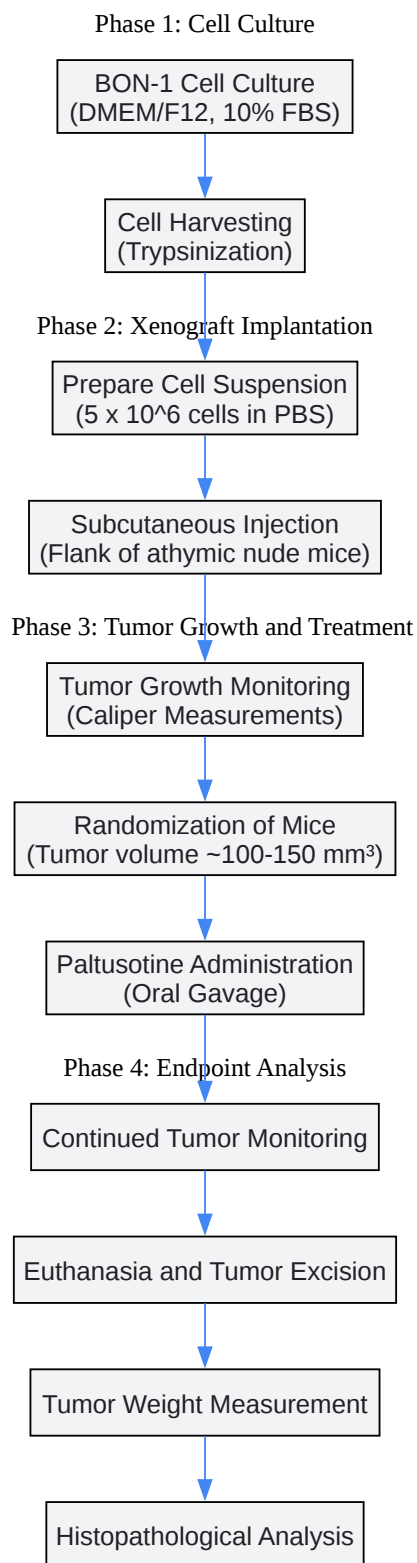 Phase 1: Cell Culture
BON-1 Cell Culture
(DMEM/F12, 10% FBS)
Cell Harvesting
(Trypsinization)
Phase 2: Xenograft Implantation
Prepare Cell Suspension
(5 x 10^6 cells in PBS)
Subcutaneous Injection
(Flank of athymic nude mice)
Phase 3: Tumor Growth and Treatment
Tumor Growth Monitoring
(Caliper Measurements)
Randomization of Mice
(Tumor volume ~100-150 mm³)
Paltusotine Administration
(Oral Gavage)
Phase 4: Endpoint Analysis
Continued Tumor Monitoring
Euthanasia and Tumor Excision
Tumor Weight Measurement
Histopathological Analysis